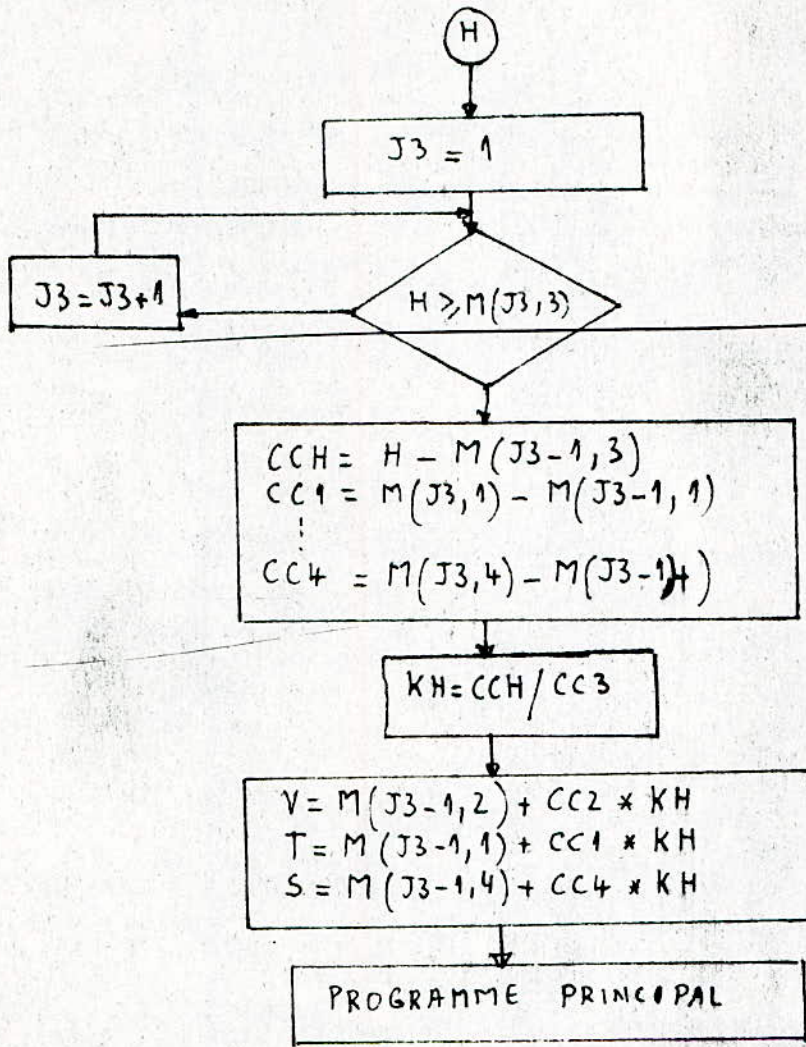 H
J3 = 1
J3=J3+1
H ⩾ M(J3,3)
CCH = H - M(J3-1,3)
CC1 = M(J3,1) - M(J3-1,1)
⋮
CC4 = M(J3,4) - M(J3-1,4)
KH=CCH/CC3
V= M(J3-1,2) + CC2 * KH
T= M(J3-1,1) + CC1 * KH
S= M(J3-1,4) + CC4 * KH
PROGRAMME PRINCIPAL